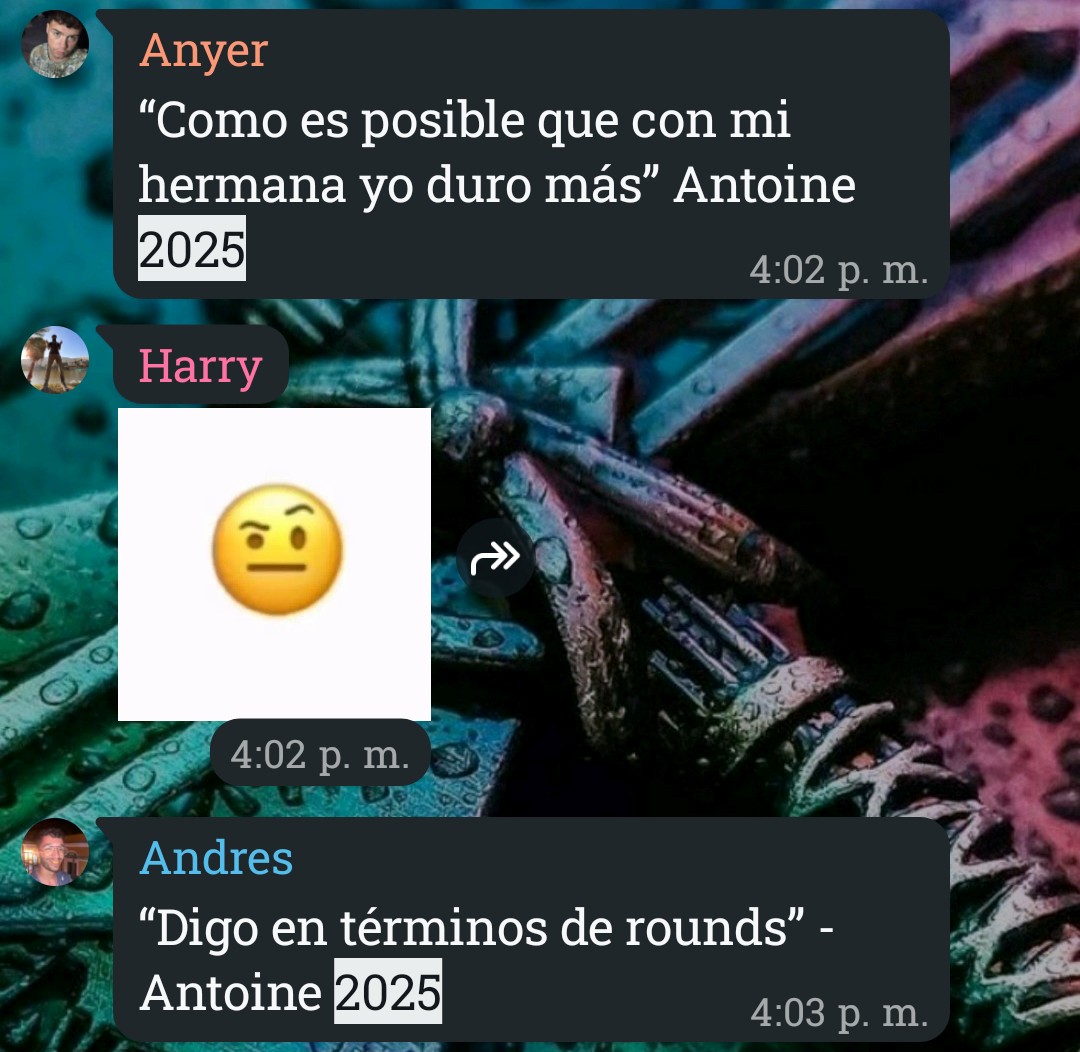 Anyer
“Como es posible que con mi
hermana yo duro más” Antoine
2025
4:02 p. m.
Harry
4:02 p. m.
Andres
“Digo en términos de rounds” -
Antoine 2025
4:03 p. m.